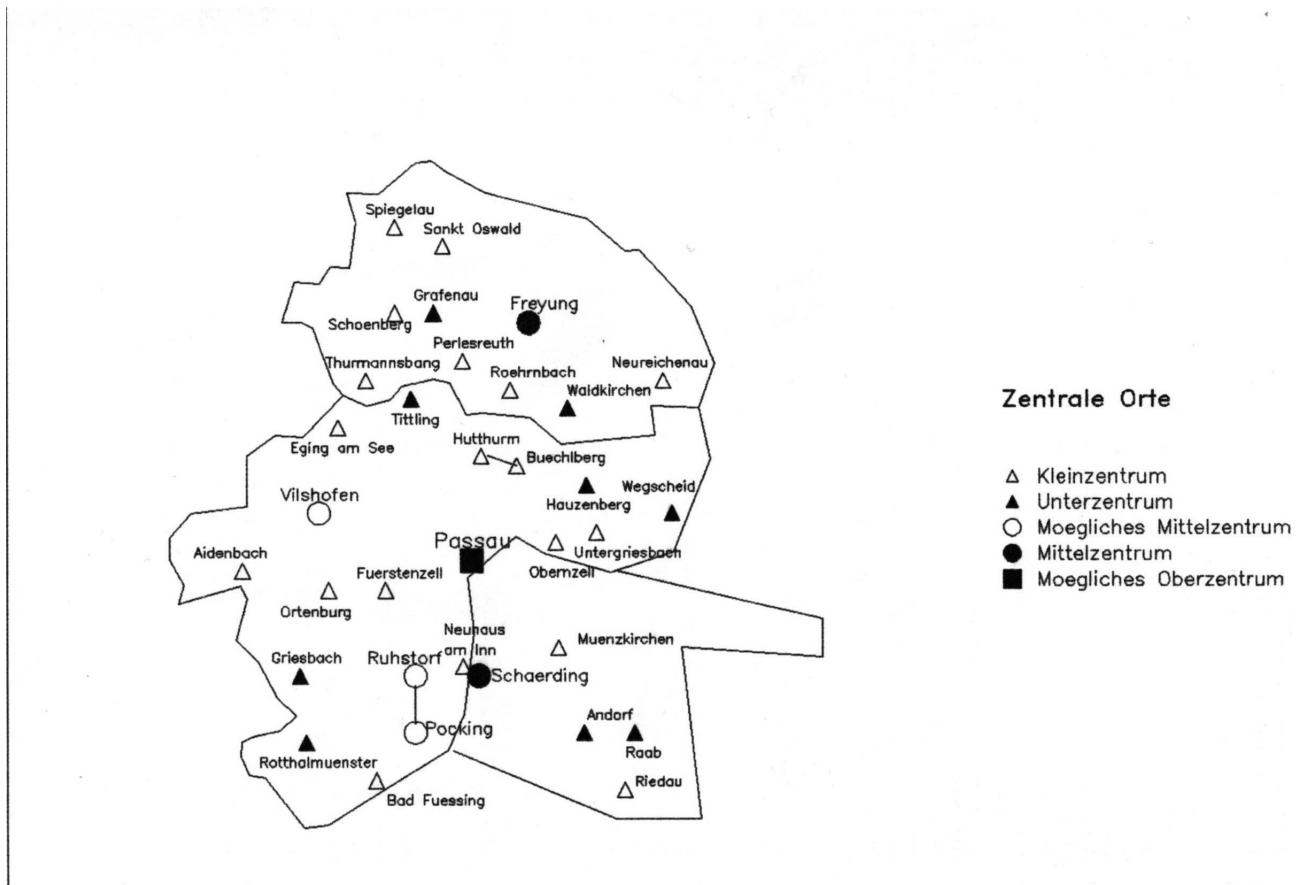 Spiegelau
Sankt Oswald
Grafenau
Freyung
Schoenberg
Perlesreuth
Thurmannsbang
Roehrnbach
Neureichenau
Waldkirchen
Tittling
Eging am See
Hutthurm
Buechlberg
Vilshofen
Hauzenberg
Wegscheid
Passau
Untergriesbach
Obernzell
Aidenbach
Fuerstenzell
Ortenburg
Neuhaus
am Inn
Muenzkirchen
Griesbach
Ruhstorf
Schaerding
Andorf
Pocking
Raab
Rotthalmuenster
Riedau
Bad Fuessing
Zentrale Orte
Kleinzentrum
Unterzentrum
Moegliches Mittelzentrum
Mittelzentrum
Moegliches Oberzentrum